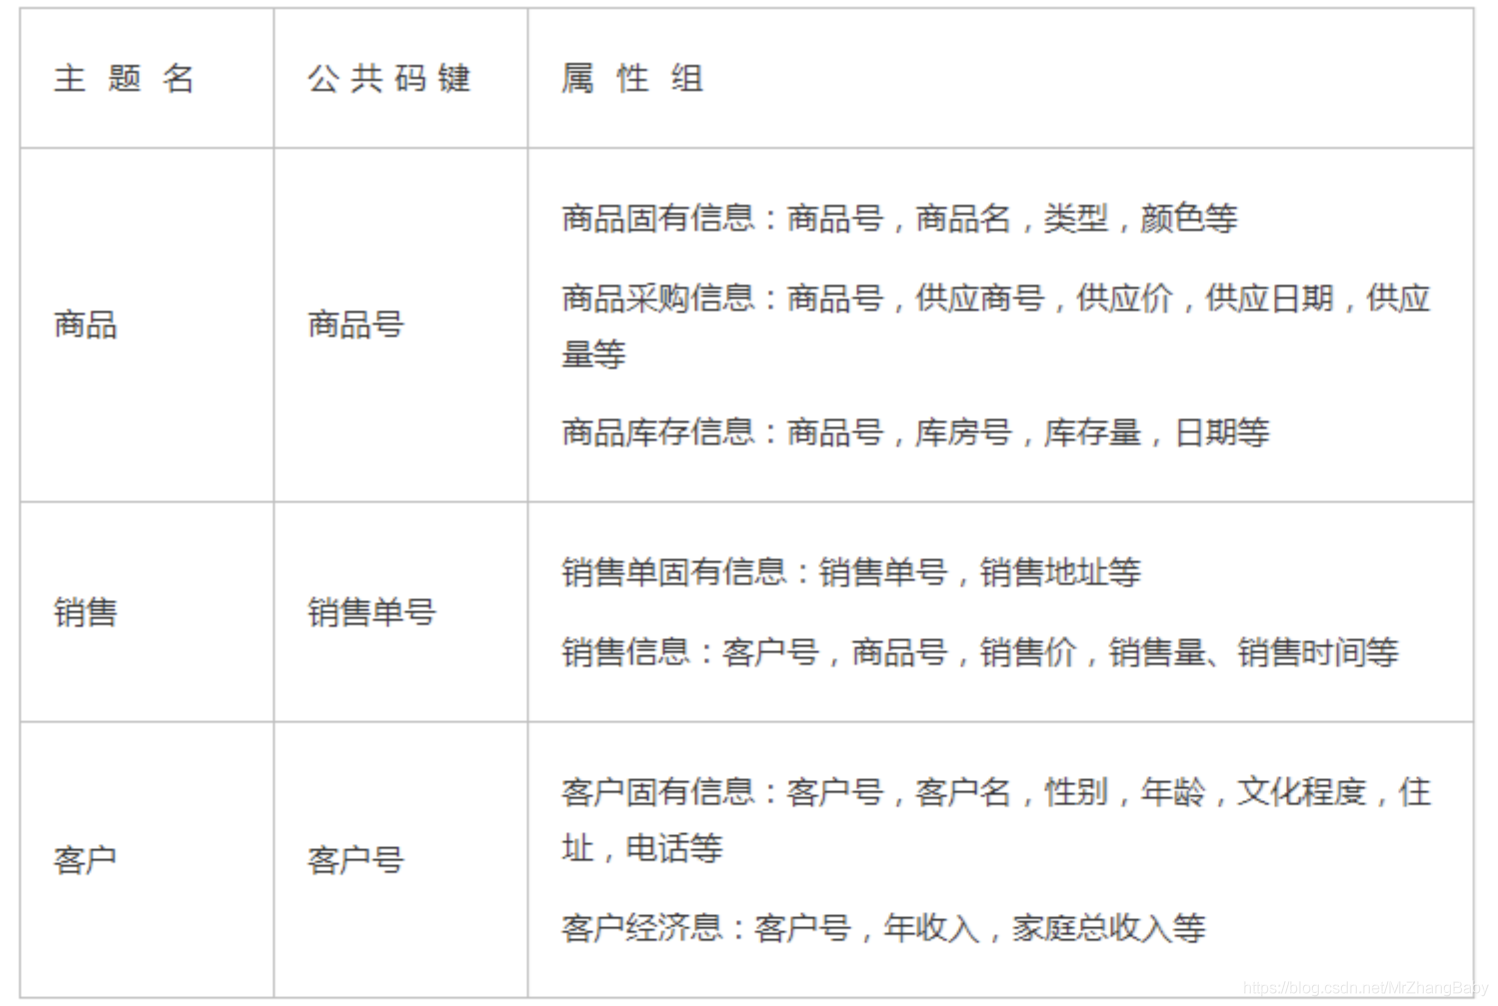 主 题 名
公 共 码 键
属 性 组
商品
商品号
商品固有信息：商品号，商品名，类型，颜色等
商品采购信息：商品号，供应商号，供应价，供应日期，供应
量等
商品库存信息：商品号，库房号，库存量，日期等
销售
销售单号
销售单固有信息：销售单号，销售地址等
销售信息：客户号，商品号，销售价，销售量、销售时间等
客户
客户号
客户固有信息：客户号，客户名，性别，年龄，文化程度，住
址，电话等
客户经济息：客户号，年收入，家庭总收入等
https://blog.csdn.net/MrZhangBaby